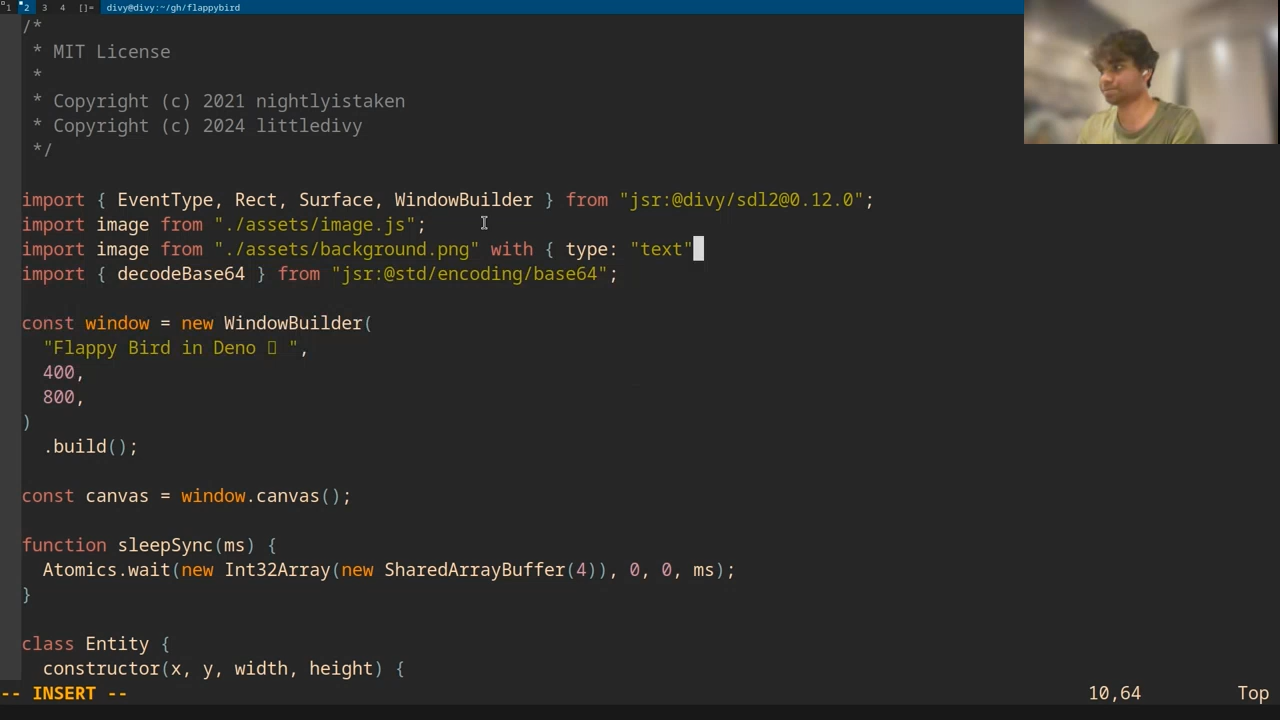 1 2 3 4 []= divy@divy:~/gh/flappybird
/*
 * MIT License
 *
 * Copyright (c) 2021 nightlyistaken
 * Copyright (c) 2024 littledivy
 */
import { EventType, Rect, Surface, WindowBuilder } from "jsr:@divy/sdl2@0.12.0";
import image from "./assets/image.js";
import image from "./assets/background.png" with { type: "text"
import { decodeBase64 } from "jsr:@std/encoding/base64";
const window = new WindowBuilder(
  "Flappy Bird in Deno ",
  400,
  800,
)
  .build();
const canvas = window.canvas();
function sleepSync(ms) {
  Atomics.wait(new Int32Array(new SharedArrayBuffer(4)), 0, 0, ms);
}
class Entity {
  constructor(x, y, width, height) {
-- INSERT -- 10,64 Top